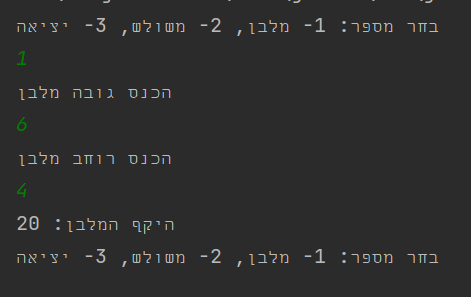 בחר מספר: 1- מלבן, 2- משולש, 3- יציאה
1
הכנס גובה מלבן
6
הכנס רוחב מלבן
4
היקף המלבן: 20
בחר מספר: 1- מלבן, 2- משולש, 3- יציאה